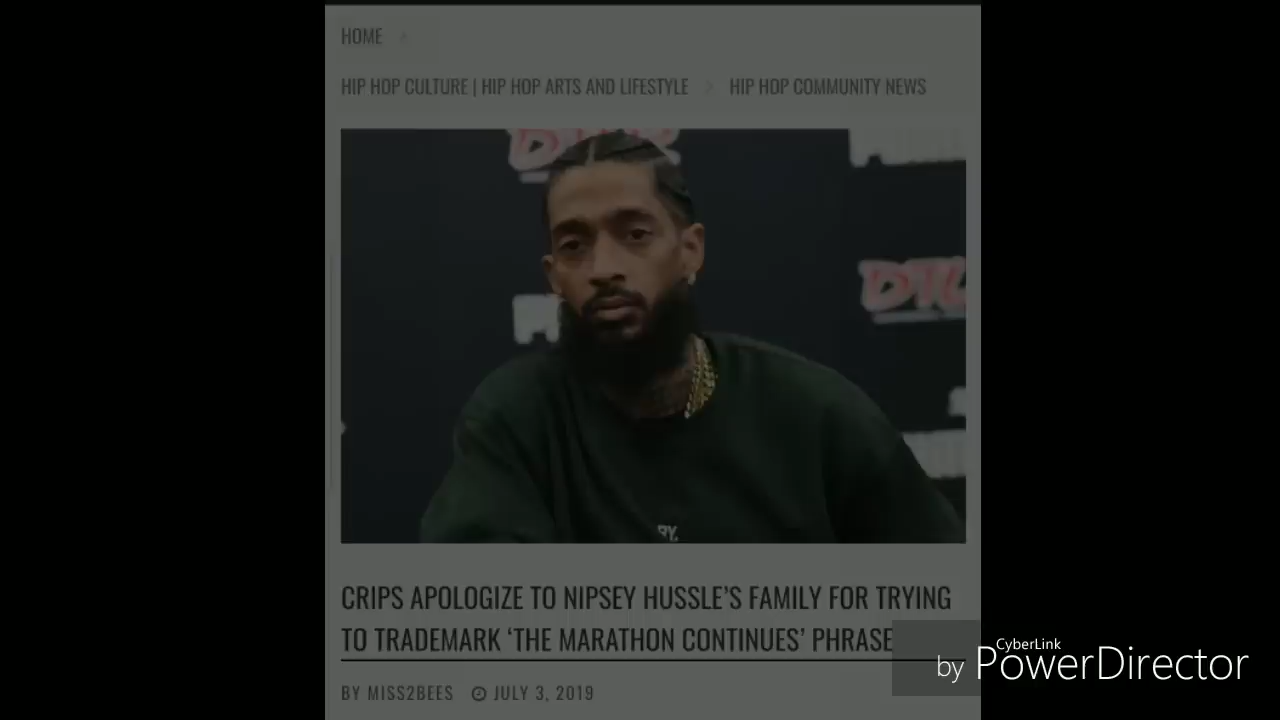 HOME
HIP HOP CULTURE | HIP HOP ARTS AND LIFESTYLE > HIP HOP COMMUNITY NEWS
BY,
CRIPS APOLOGIZE TO NIPSEY HUSSLE'S FAMILY FOR TRYING
TO TRADEMARK ‘THE MARATHON CONTINUES’ PHRASE
CyberLink
by PowerDirector
BY MISS2BEES JULY 3, 2019